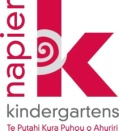 napier
k
kindergartens
Te Putahi Kura Puhou o Ahuriri